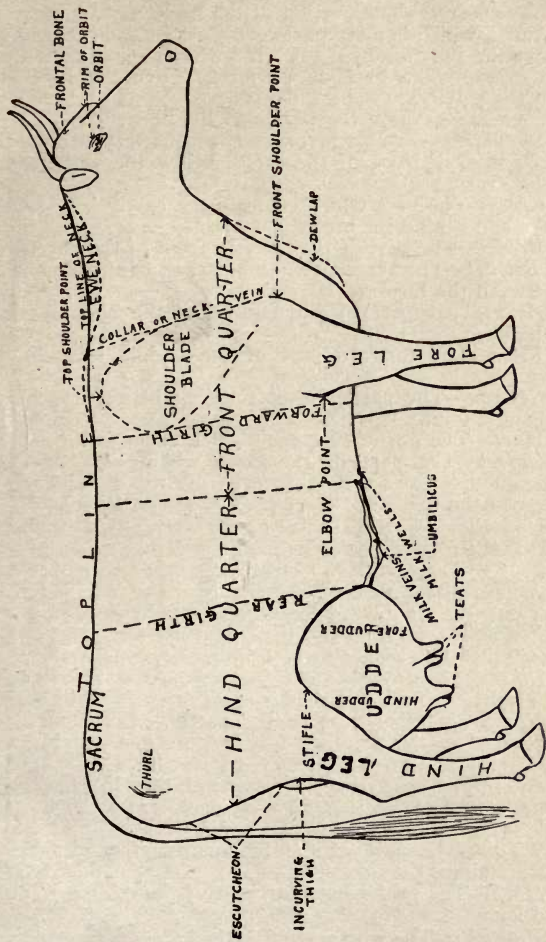 FRONTAL BONE
RIM OF ORBIT
ORBIT
TOP SHOULDER POINT
TOP LINE OF NECK
EWE NECK
FRONT SHOULDER POINT
DEWLAP
COLLAR OR NECK VEIN
SHOULDER
BLADE
TOP LINE
SACRUM
THURL
HIND QUARTER
FRONT QUARTER
FORWARD
GIRTH
REAR
GIRTH
FORE LEG
ELBOW POINT
MILK WELLS
MILK VEINS
UMBILICUS
TEATS
UDDER
FORE UDDER
HIND UDDER
STIFLE
HIND LEG
ESCUTCHEON
INCURVING
THIGH